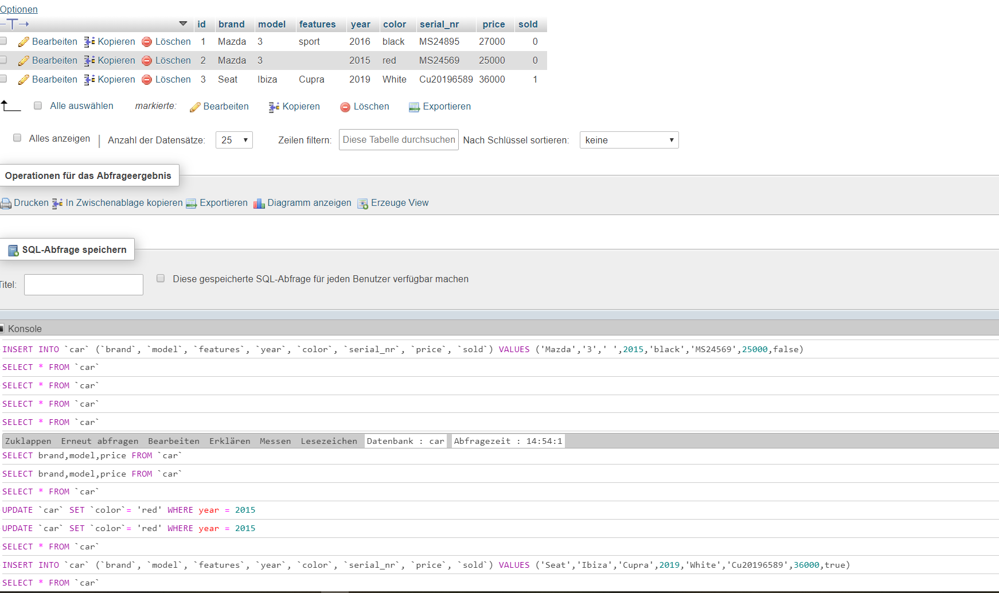 Optionen
id brand model features year color serial_nr price sold
Bearbeiten Kopieren Löschen 1 Mazda 3 sport 2016 black MS24895 27000 0
Bearbeiten Kopieren Löschen 2 Mazda 3 2015 red MS24569 25000 0
Bearbeiten Kopieren Löschen 3 Seat Ibiza Cupra 2019 White Cu20196589 36000 1
Alle auswählen markierte: Bearbeiten Kopieren Löschen Exportieren
Alles anzeigen | Anzahl der Datensätze: 25 Zeilen filtern: Diese Tabelle durchsuchen Nach Schlüssel sortieren: keine
Operationen für das Abfrageergebnis
Drucken In Zwischenablage kopieren Exportieren Diagramm anzeigen Erzeuge View
SQL-Abfrage speichern
Titel: Diese gespeicherte SQL-Abfrage für jeden Benutzer verfügbar machen
Konsole
INSERT INTO `car` (`brand`, `model`, `features`, `year`, `color`, `serial_nr`, `price`, `sold`) VALUES ('Mazda','3',' ',2015,'black','MS24569',25000,false)
SELECT * FROM `car`
SELECT * FROM `car`
SELECT * FROM `car`
SELECT * FROM `car`
Zuklappen Erneut abfragen Bearbeiten Erklären Messen Lesezeichen Datenbank : car Abfragezeit : 14:54:1
SELECT brand,model,price FROM `car`
SELECT brand,model,price FROM `car`
SELECT * FROM `car`
UPDATE `car` SET `color`= 'red' WHERE year = 2015
UPDATE `car` SET `color`= 'red' WHERE year = 2015
SELECT * FROM `car`
INSERT INTO `car` (`brand`, `model`, `features`, `year`, `color`, `serial_nr`, `price`, `sold`) VALUES ('Seat','Ibiza','Cupra',2019,'White','Cu20196589',36000,true)
SELECT * FROM `car`